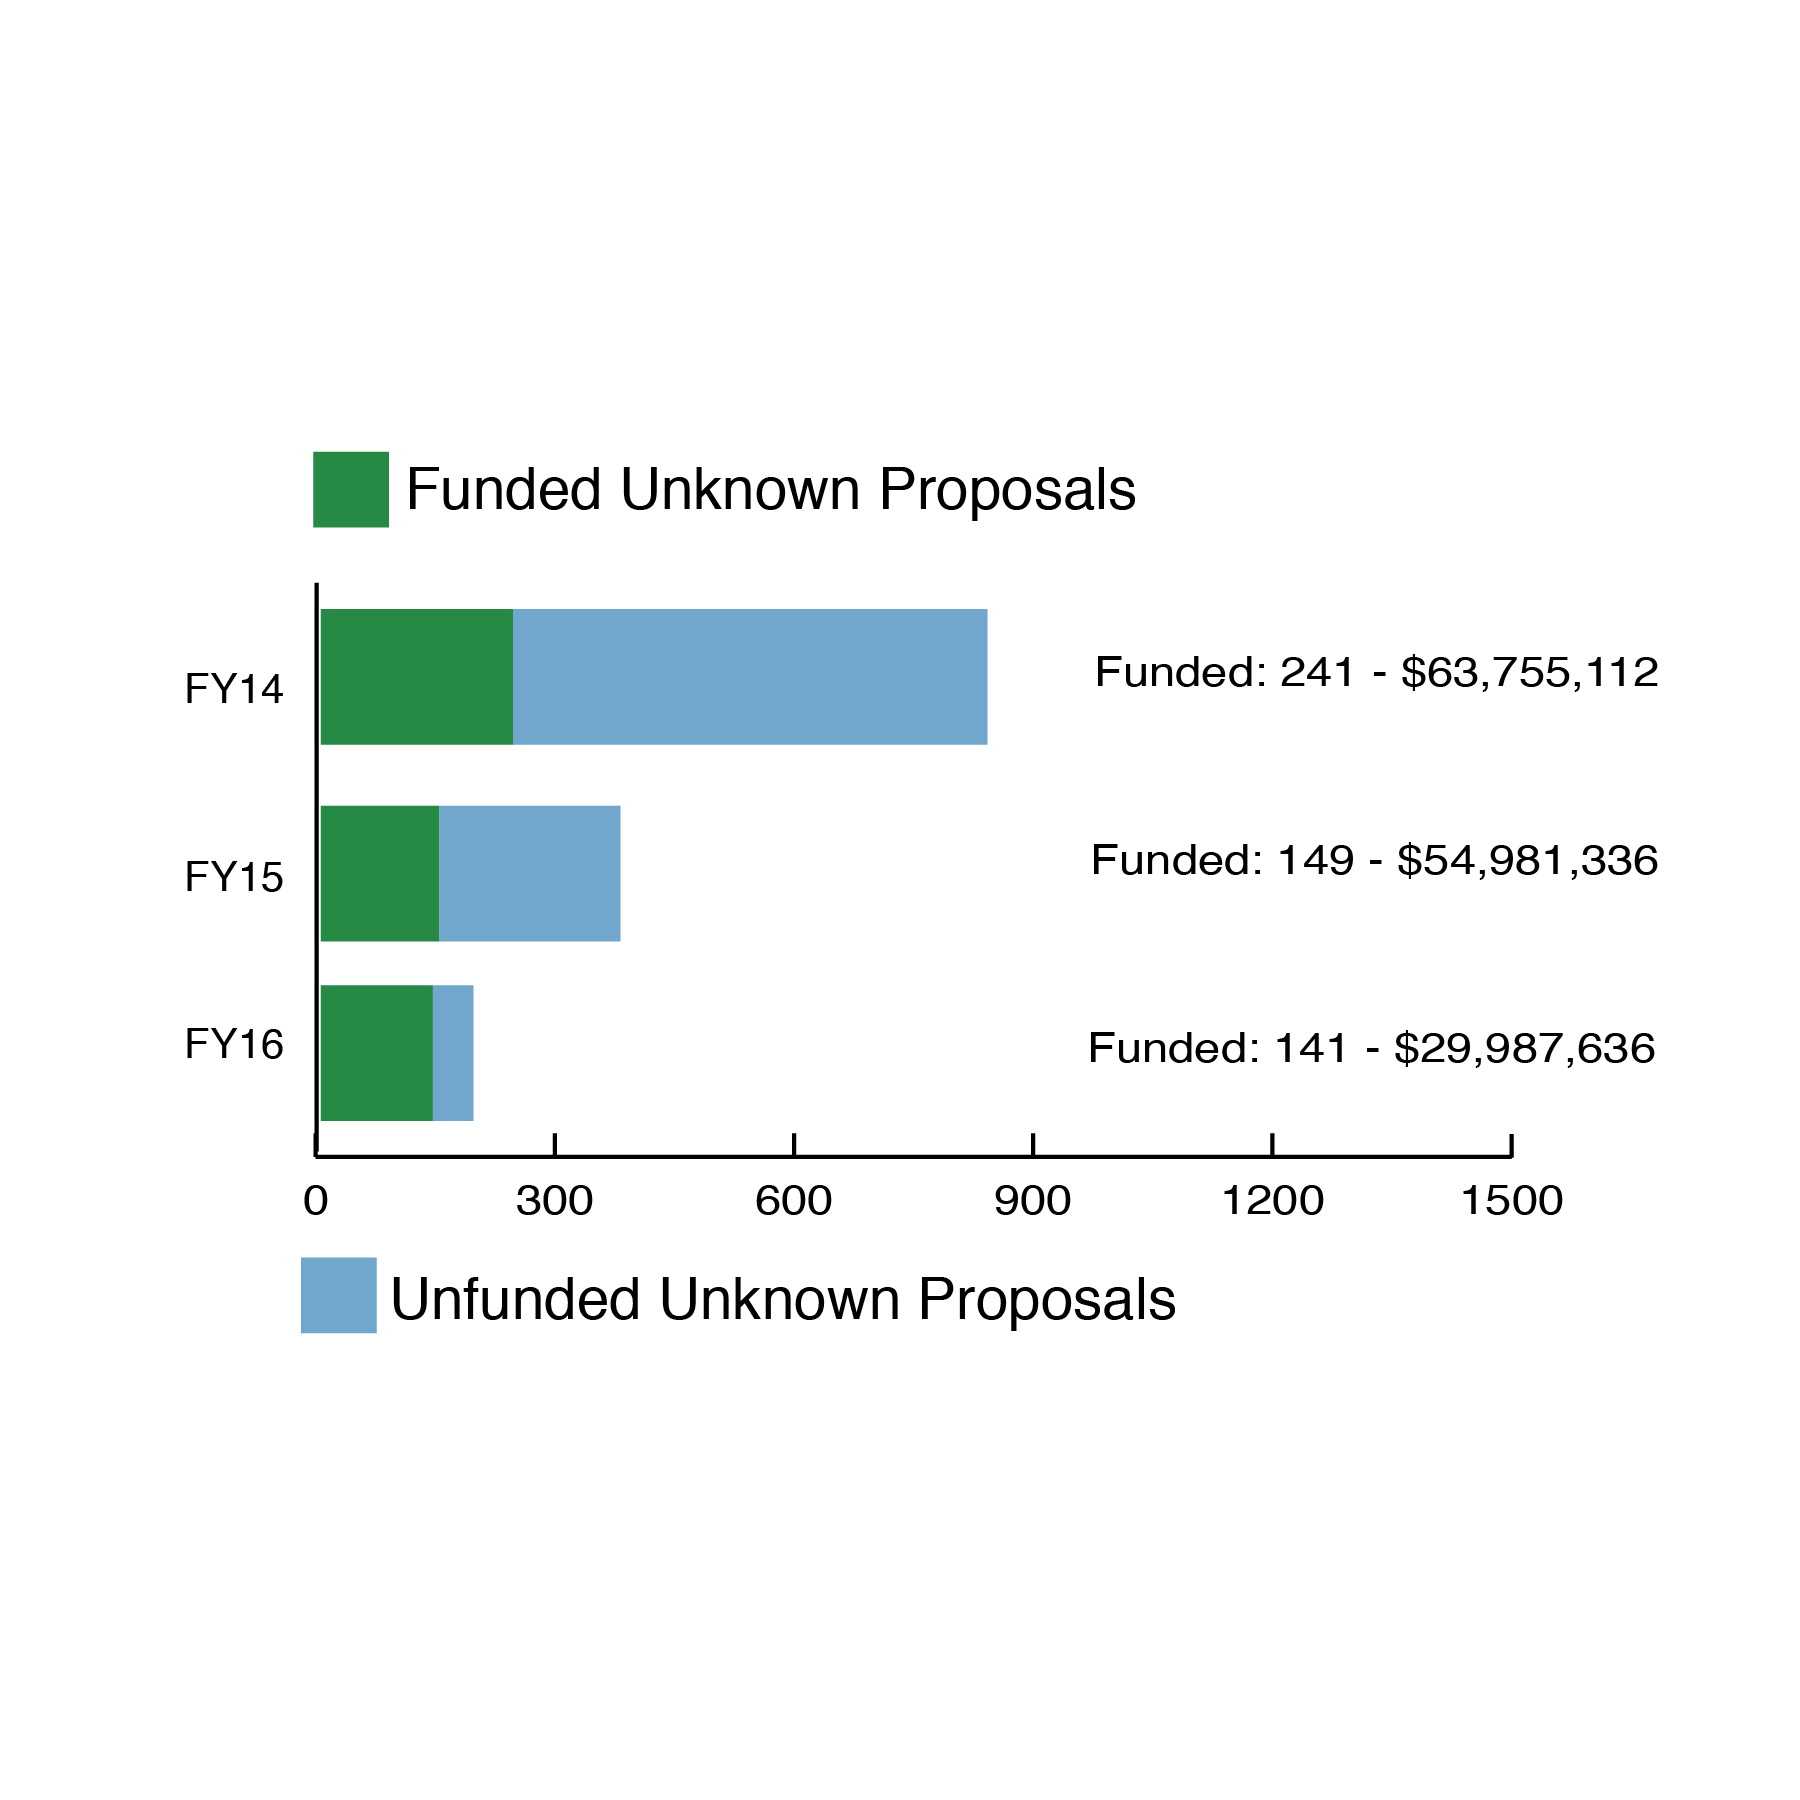 Funded Unknown Proposals
FY14
Funded: 241 - $63,755,112
FY15
Funded: 149 - $54,981,336
FY16
Funded: 141 - $29,987,636
0 300 600 900 1200 1500
Unfunded Unknown Proposals